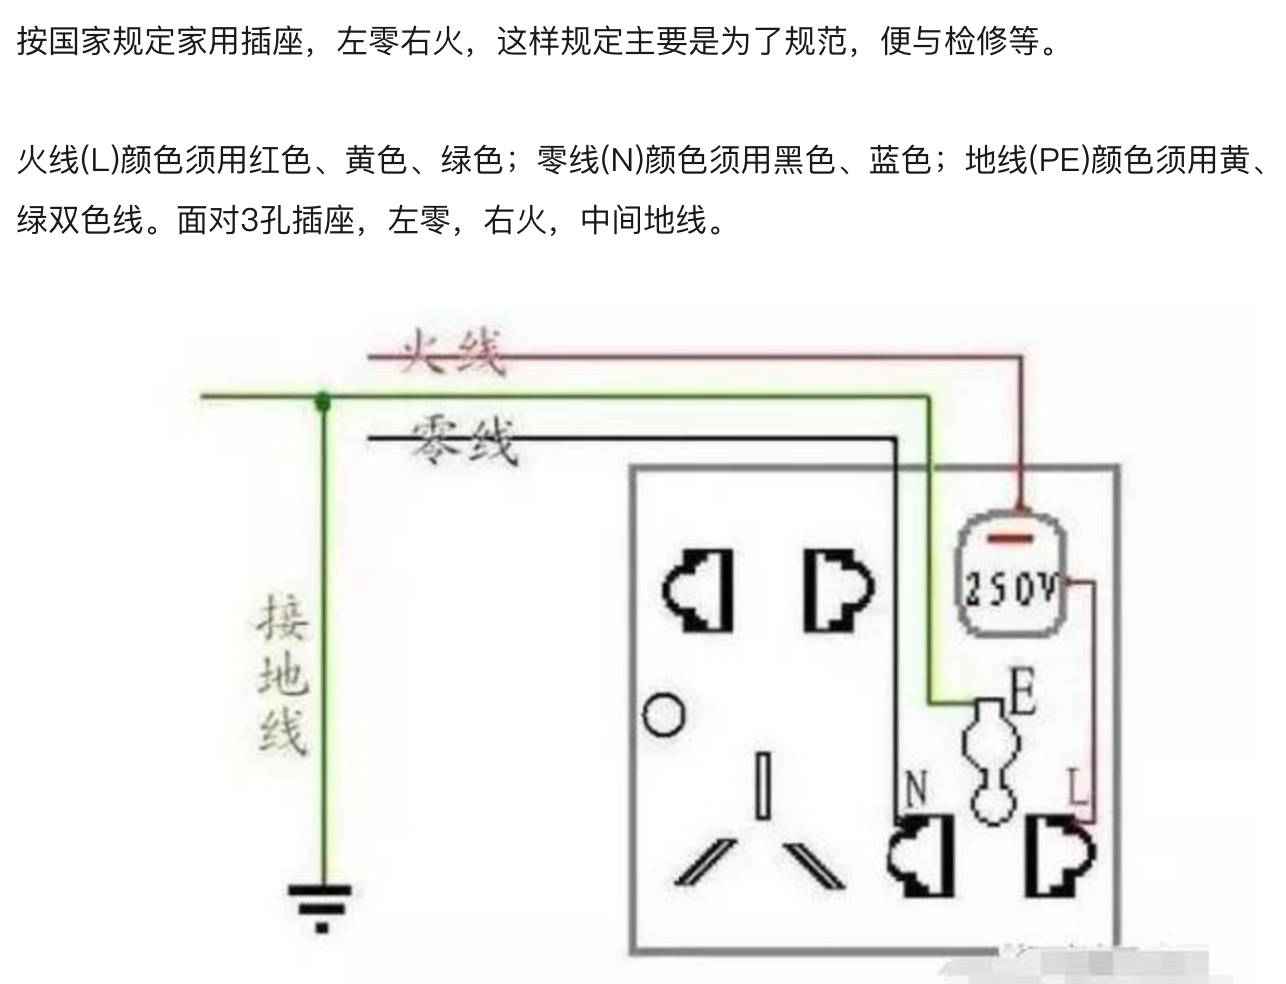 按国家规定家用插座，左零右火，这样规定主要是为了规范，便与检修等。
火线(L)颜色须用红色、黄色、绿色；零线(N)颜色须用黑色、蓝色；地线(PE)颜色须用黄、
绿双色线。面对3孔插座，左零，右火，中间地线。
火线
零线
接地线
250V
E
N
L